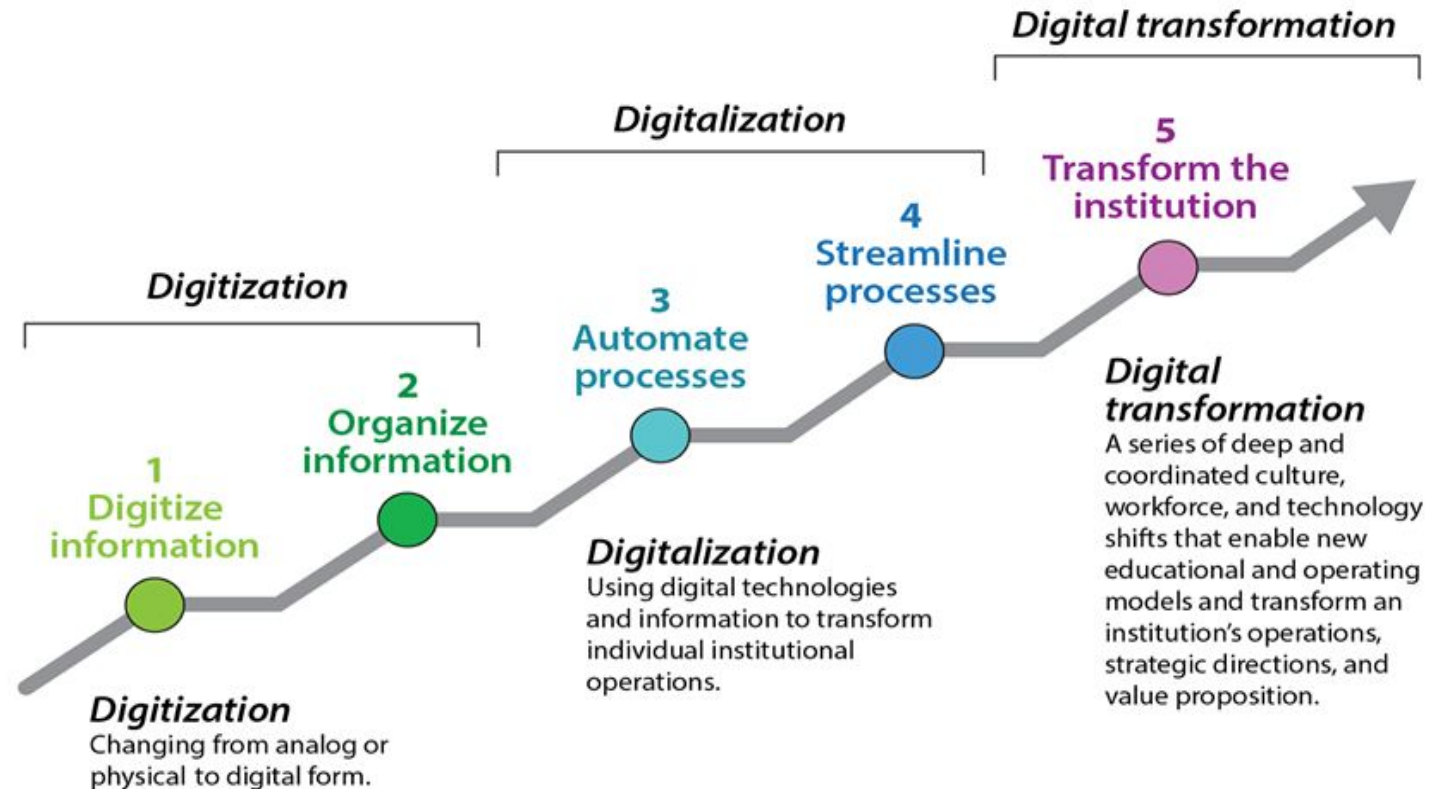 Digital transformation
Digitalization
Digitization
1
Digitize
information
2
Organize
information
3
Automate
processes
4
Streamline
processes
5
Transform the
institution
Digitization
Changing from analog or
physical to digital form.
Digitalization
Using digital technologies
and information to transform
individual institutional
operations.
Digital
transformation
A series of deep and
coordinated culture,
workforce, and technology
shifts that enable new
educational and operating
models and transform an
institution’s operations,
strategic directions, and
value proposition.